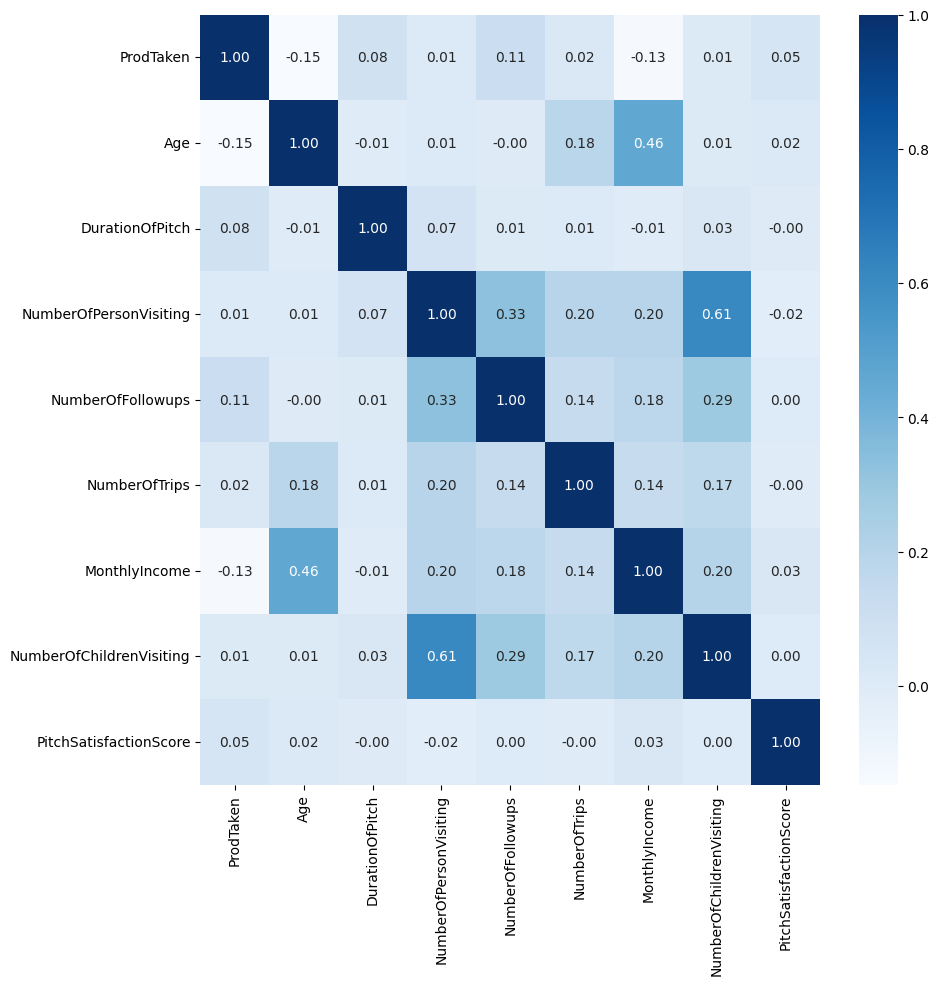 ProdTaken 1.00 -0.15 0.08 0.01 0.11 0.02 -0.13 0.01 0.05
Age -0.15 1.00 -0.01 0.01 -0.00 0.18 0.46 0.01 0.02
DurationOfPitch 0.08 -0.01 1.00 0.07 0.01 0.01 -0.01 0.03 -0.00
NumberOfPersonVisiting 0.01 0.01 0.07 1.00 0.33 0.20 0.20 0.61 -0.02
NumberOfFollowups 0.11 -0.00 0.01 0.33 1.00 0.14 0.18 0.29 0.00
NumberOfTrips 0.02 0.18 0.01 0.20 0.14 1.00 0.14 0.17 -0.00
MonthlyIncome -0.13 0.46 -0.01 0.20 0.18 0.14 1.00 0.20 0.03
NumberOfChildrenVisiting 0.01 0.01 0.03 0.61 0.29 0.17 0.20 1.00 0.00
PitchSatisfactionScore 0.05 0.02 -0.00 -0.02 0.00 -0.00 0.03 0.00 1.00
ProdTaken
Age
DurationOfPitch
NumberOfPersonVisiting
NumberOfFollowups
NumberOfTrips
MonthlyIncome
NumberOfChildrenVisiting
PitchSatisfactionScore
1.0
0.8
0.6
0.4
0.2
0.0